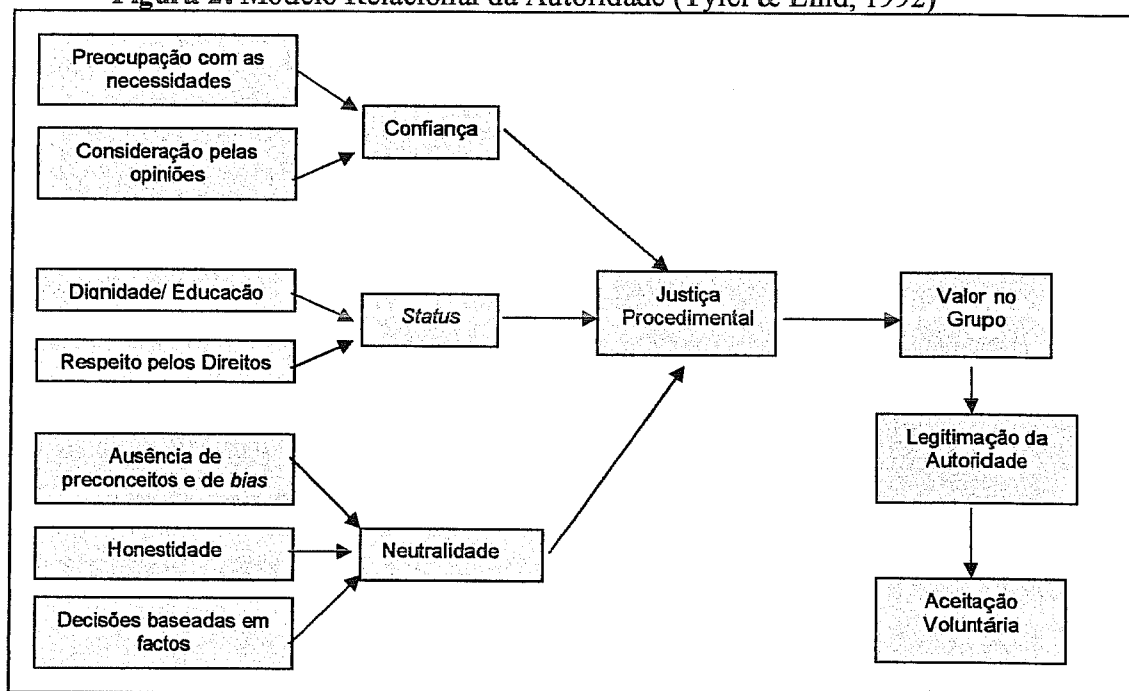 Figura 2. Modelo Relacional da Autoridade (Tyler & Lind, 1992)
Preocupação com as
necessidades
Consideração pelas
opiniões
Confiança
Dignidade/ Educação
Respeito pelos Direitos
Status
Ausência de
preconceitos e de bias
Honestidade
Decisões baseadas em
factos
Neutralidade
Justiça
Procedimental
Valor no
Grupo
Legitimação da
Autoridade
Aceitação
Voluntária